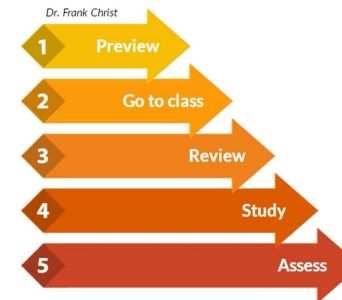 Dr. Frank Christ
1 Preview
2 Go to class
3 Review
4 Study
5 Assess